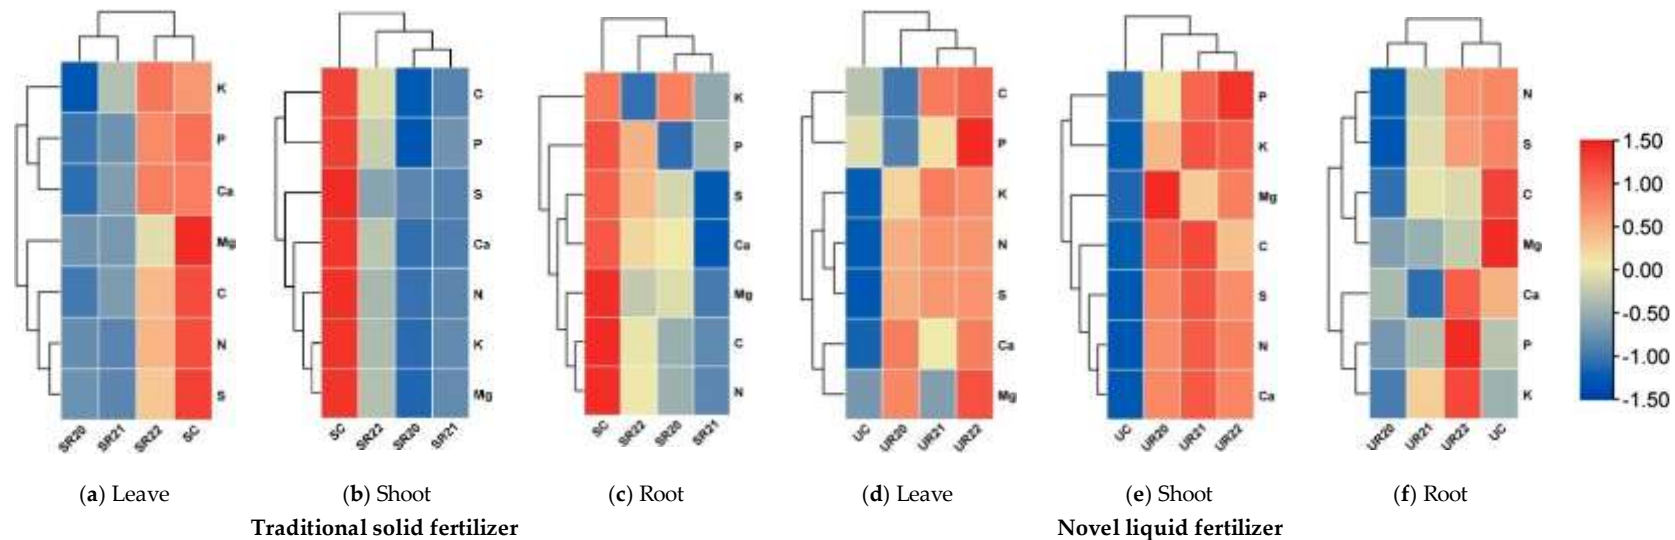 K
P
Ca
Mg
C
N
S
SR20 SR21 SR22 SC
C
P
S
Ca
N
K
Mg
SC SR22 SR20 SR21
K
P
S
Ca
Mg
C
N
SC SR22 SR20 SR21
C
P
K
N
S
Ca
Mg
UC UR20 UR21 UR22
P
K
Mg
C
S
N
Ca
UC UR20 UR21 UR22
N
S
C
Mg
Ca
P
K
UR20 UR21 UR22 UC
1.50
1.00
0.50
0.00
-0.50
-1.00
-1.50
(a) Leave (b) Shoot (c) Root (d) Leave (e) Shoot (f) Root
Traditional solid fertilizer Novel liquid fertilizer